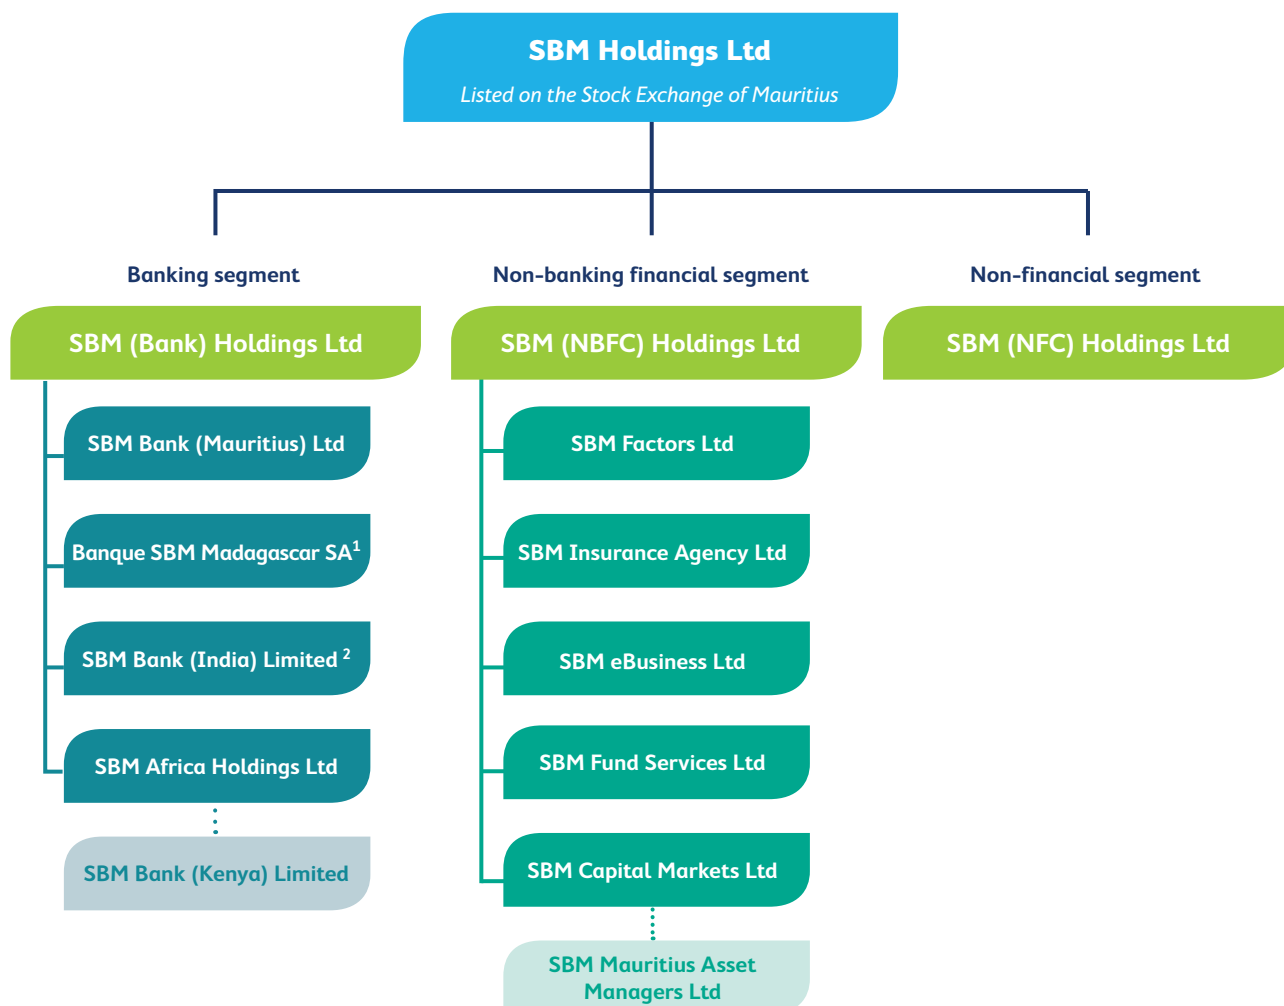 SBM Holdings Ltd
Listed on the Stock Exchange of Mauritius
Banking segment
SBM (Bank) Holdings Ltd
SBM Bank (Mauritius) Ltd
Banque SBM Madagascar SA¹
SBM Bank (India) Limited ²
SBM Africa Holdings Ltd
SBM Bank (Kenya) Limited
Non-banking financial segment
SBM (NBFC) Holdings Ltd
SBM Factors Ltd
SBM Insurance Agency Ltd
SBM eBusiness Ltd
SBM Fund Services Ltd
SBM Capital Markets Ltd
SBM Mauritius Asset
Managers Ltd
Non-financial segment
SBM (NFC) Holdings Ltd